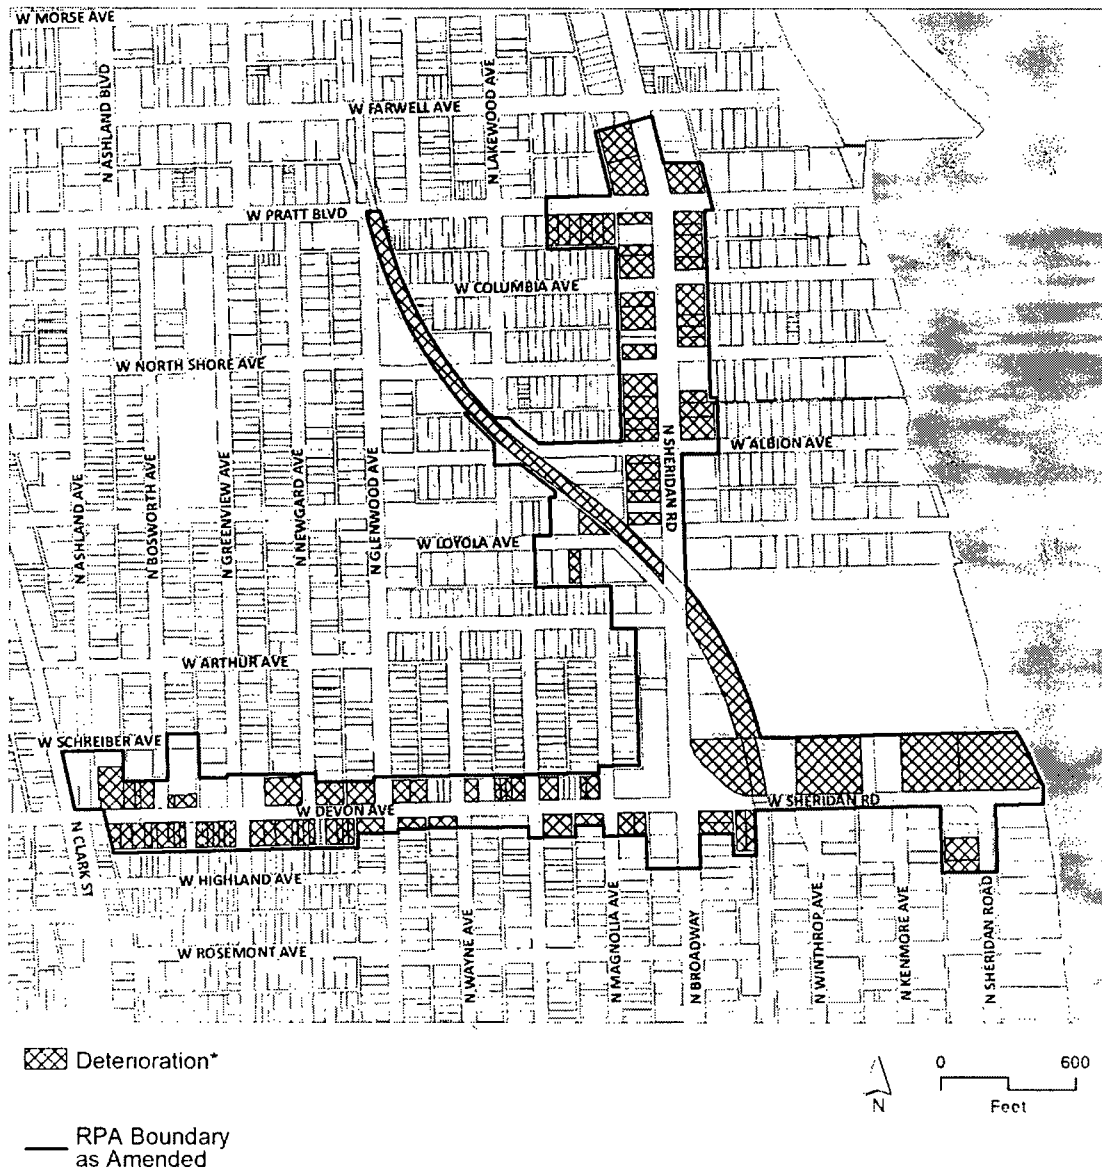 W MORSE AVE
N ASHLAND BLVD
W FARWELL AVE
N LAKEWOOD AVE
W PRATT BLVD
W COLUMBIA AVE
W NORTH SHORE AVE
N SHERIDAN RD
W ALBION AVE
N ASHLAND AVE
N BOSWORTH AVE
N GREENVIEW AVE
N NEWGARD AVE
N GLENWOOD AVE
W LOYOLA AVE
W ARTHUR AVE
W SCHREIBER AVE
W DEVON AVE
W SHERIDAN RD
N CLARK ST
W HIGHLAND AVE
W ROSEMONT AVE
N WAYNE AVE
N MAGNOLIA AVE
N BROADWAY
N WINTHROP AVE
N KENMORE AVE
N SHERIDAN ROAD
Deterioration*
N
0 600
Feet
RPA Boundary
as Amended